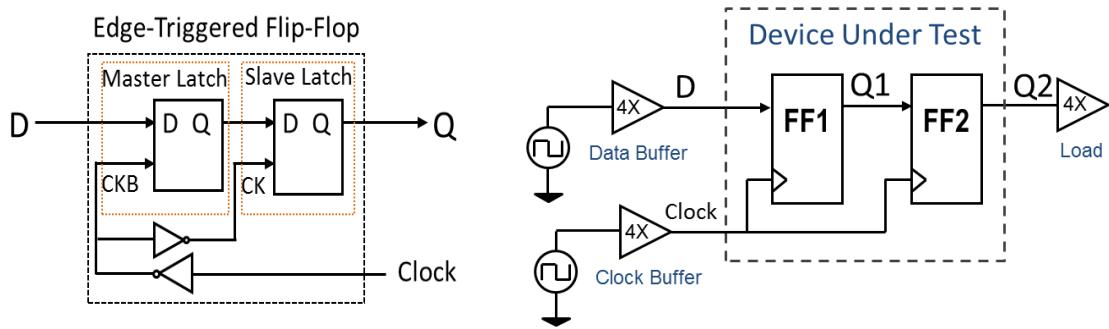 Edge-Triggered Flip-Flop
Master Latch
Slave Latch
D
D Q
D Q
Q
CKB
CK
Clock
Device Under Test
4X
D
Q1
Q2
4X
FF1
FF2
Data Buffer
Load
Clock
4X
Clock Buffer